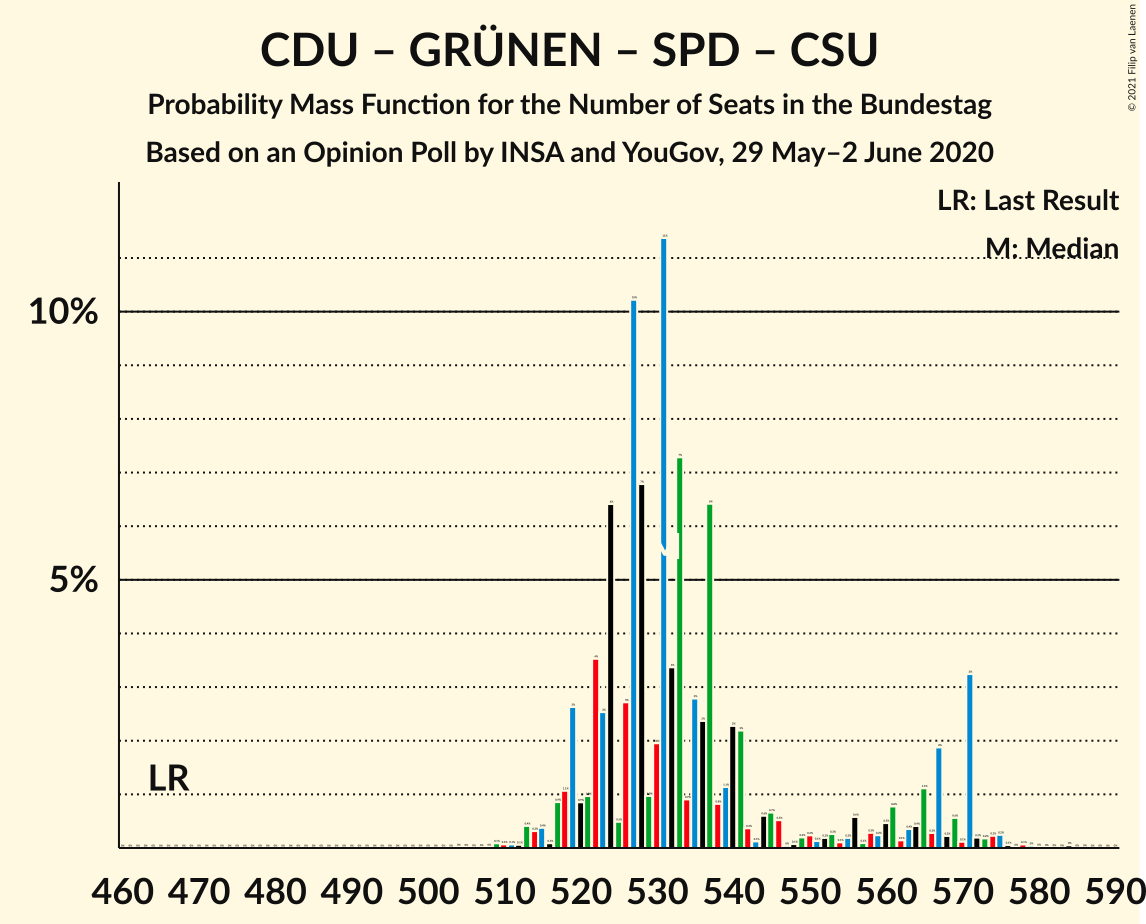 CDU – GRÜNEN – SPD – CSU
Probability Mass Function for the Number of Seats in the Bundestag
Based on an Opinion Poll by INSA and YouGov, 29 May–2 June 2020
© 2021 Filip van Laenen
LR: Last Result
M: Median
10%
5%
LR
460 470 480 490 500 510 520 530 540 550 560 570 580 590